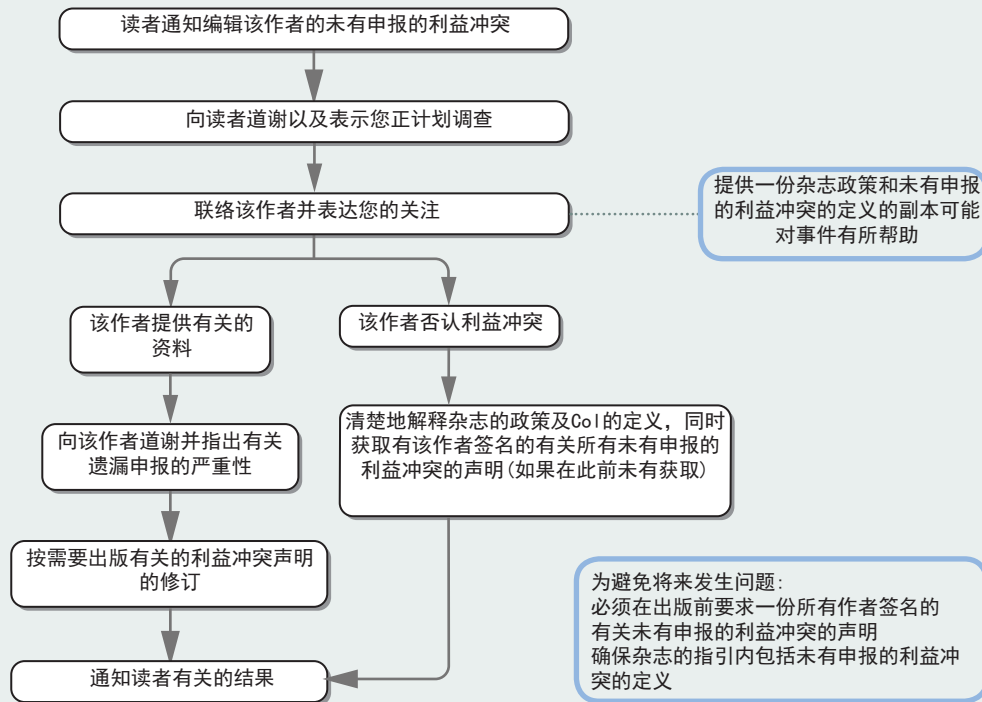 读者通知编辑该作者的未有申报的利益冲突
向读者道谢以及表示您正计划调查
联络该作者并表达您的关注
提供一份杂志政策和未有申报
的利益冲突的定义的副本可能
对事件有所帮助
该作者提供有关的
资料
该作者否认利益冲突
向该作者道谢并指出有关
遗漏申报的严重性
清楚地解释杂志的政策及CoI的定义，同时
获取有该作者签名的有关所有未有申报的
利益冲突的声明(如果在此前未有获取)
按需要出版有关的利益冲突声明
的修订
通知读者有关的结果
为避免将来发生问题:
必须在出版前要求一份所有作者签名的
有关未有申报的利益冲突的声明
确保杂志的指引内包括未有申报的利益冲
突的定义